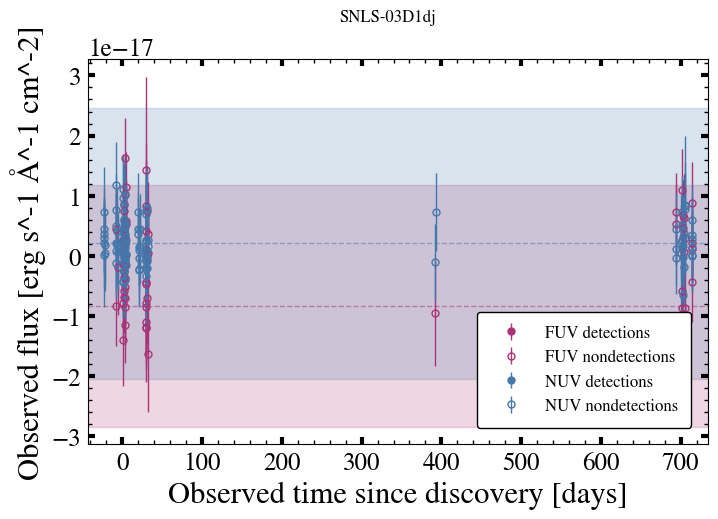 SNLS-03D1dj
1e−17
Observed flux [erg s^-1 Å^-1 cm^-2]
3
2
1
0
−1
−2
−3
FUV detections
FUV nondetections
NUV detections
NUV nondetections
0 100 200 300 400 500 600 700
Observed time since discovery [days]